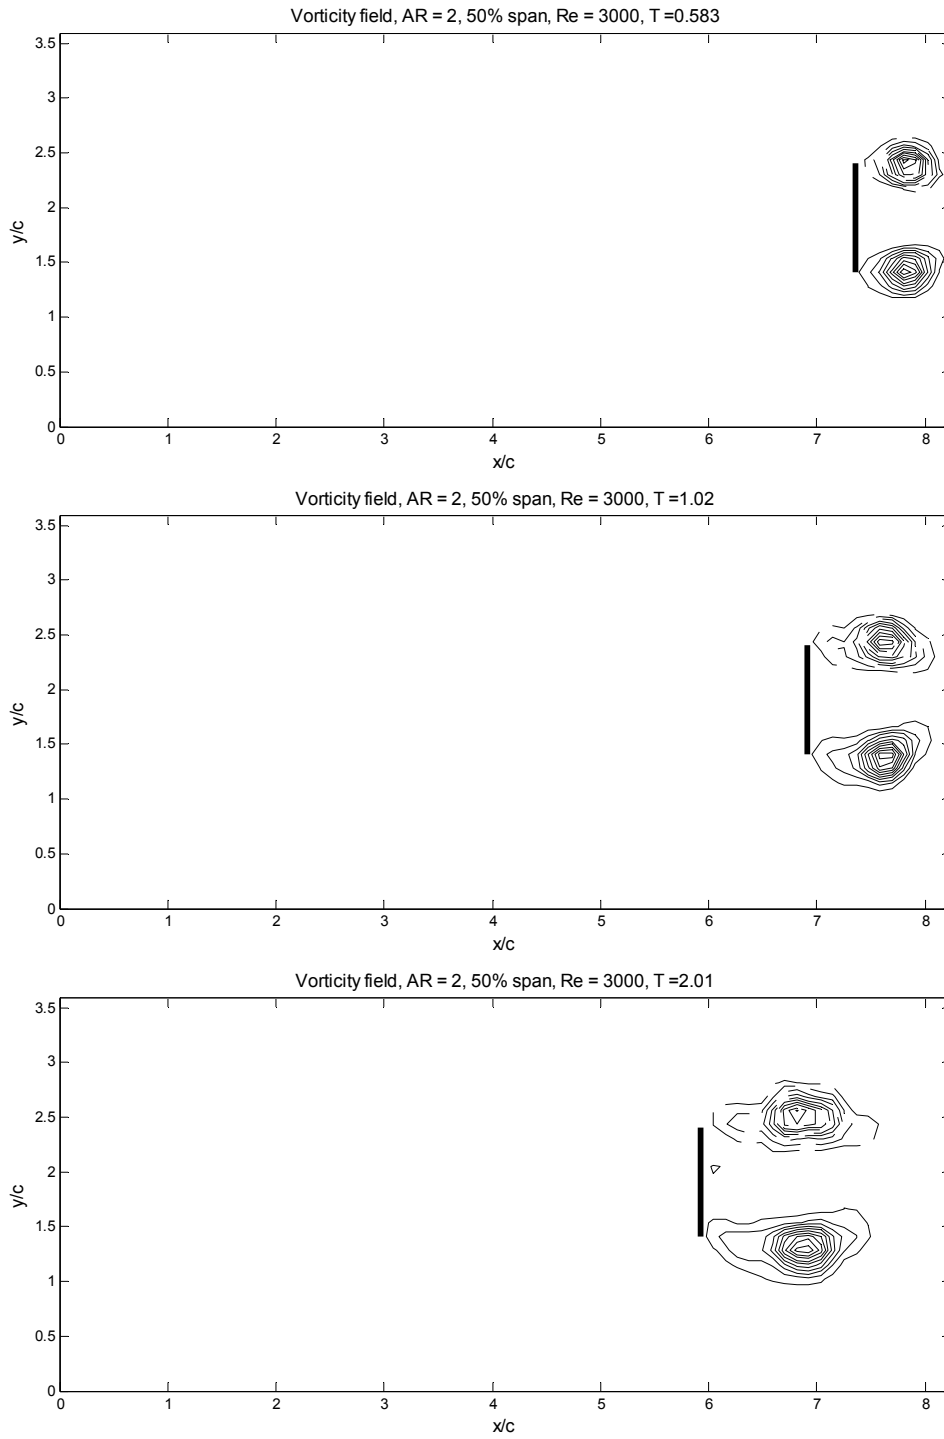 Vorticity field, AR = 2, 50% span, Re = 3000, T =0.583
3.5
3
2.5
2
1.5
1
0.5
0
y/c
0 1 2 3 4 5 6 7 8
x/c
Vorticity field, AR = 2, 50% span, Re = 3000, T =1.02
3.5
3
2.5
2
1.5
1
0.5
0
y/c
0 1 2 3 4 5 6 7 8
x/c
Vorticity field, AR = 2, 50% span, Re = 3000, T =2.01
3.5
3
2.5
2
1.5
1
0.5
0
y/c
0 1 2 3 4 5 6 7 8
x/c